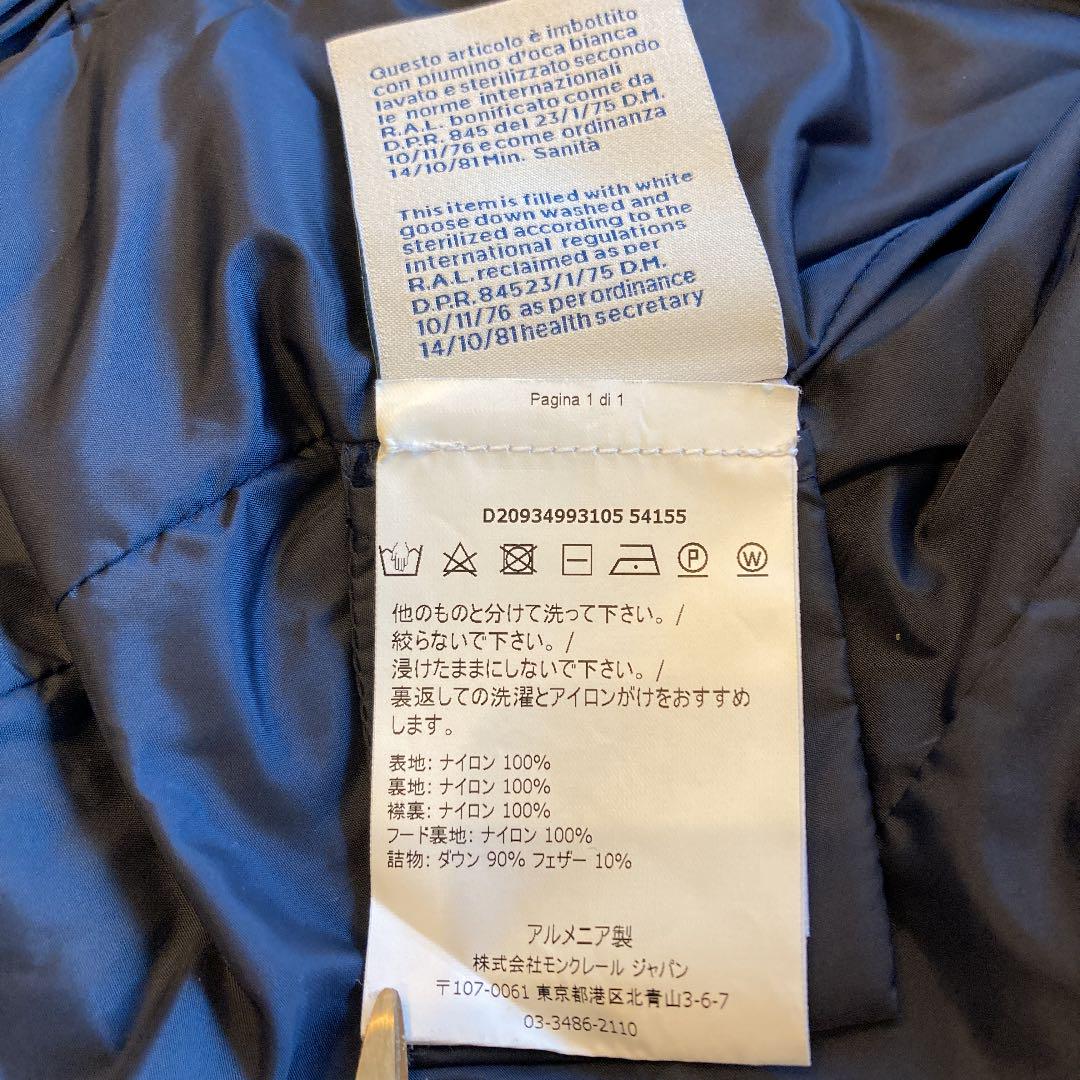 Questo articolo è imbottito
con piumino d'oca bianca
lavato e sterilizzato secondo
le norme internazionali
R.A.L. bonificato come da
D.P.R. 845 del 23/1/75 D.M.
10/11/76 e come ordinanza
14/10/81 Min. Sanità
This item is filled with white
goose down washed and
sterilized according to the
international regulations
R.A.L. reclaimed as per
D.P.R. 845 23/1/75 D.M.
10/11/76 as per ordinance
14/10/81 health secretary
Pagina 1 di 1
D20934993105 54155
P W
他のものと分けて洗って下さい。/
絞らないで下さい。/
浸けたままにしないで下さい。/
裏返しての洗濯とアイロンがけをおすすめ
します。
表地: ナイロン 100%
裏地: ナイロン 100%
襟裏: ナイロン 100%
フード裏地: ナイロン 100%
詰物: ダウン 90% フェザー 10%
アルメニア製
株式会社モンクレール ジャパン
〒107-0061 東京都港区北青山3-6-7
03-3486-2110